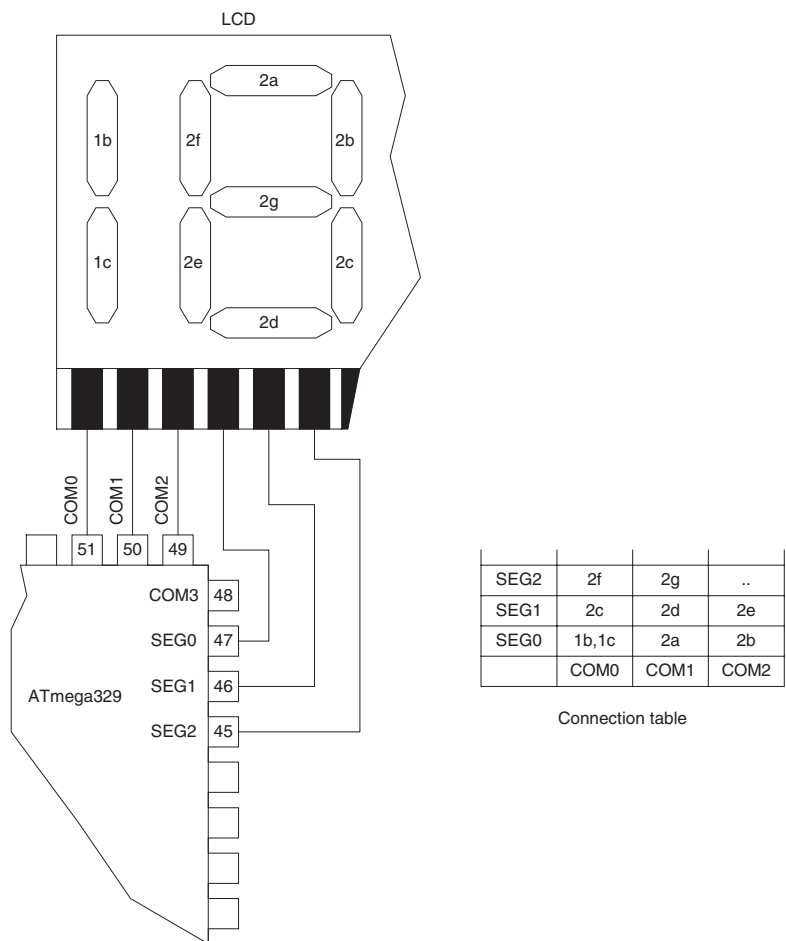 LCD
2a
1b 2f 2b
2g
1c 2e 2c
2d
COM0 COM1 COM2
51 50 49
COM3 48
SEG0 47
SEG1 46
ATmega329
SEG2 45
SEG2 2f 2g ..
SEG1 2c 2d 2e
SEG0 1b,1c 2a 2b
COM0 COM1 COM2
Connection table